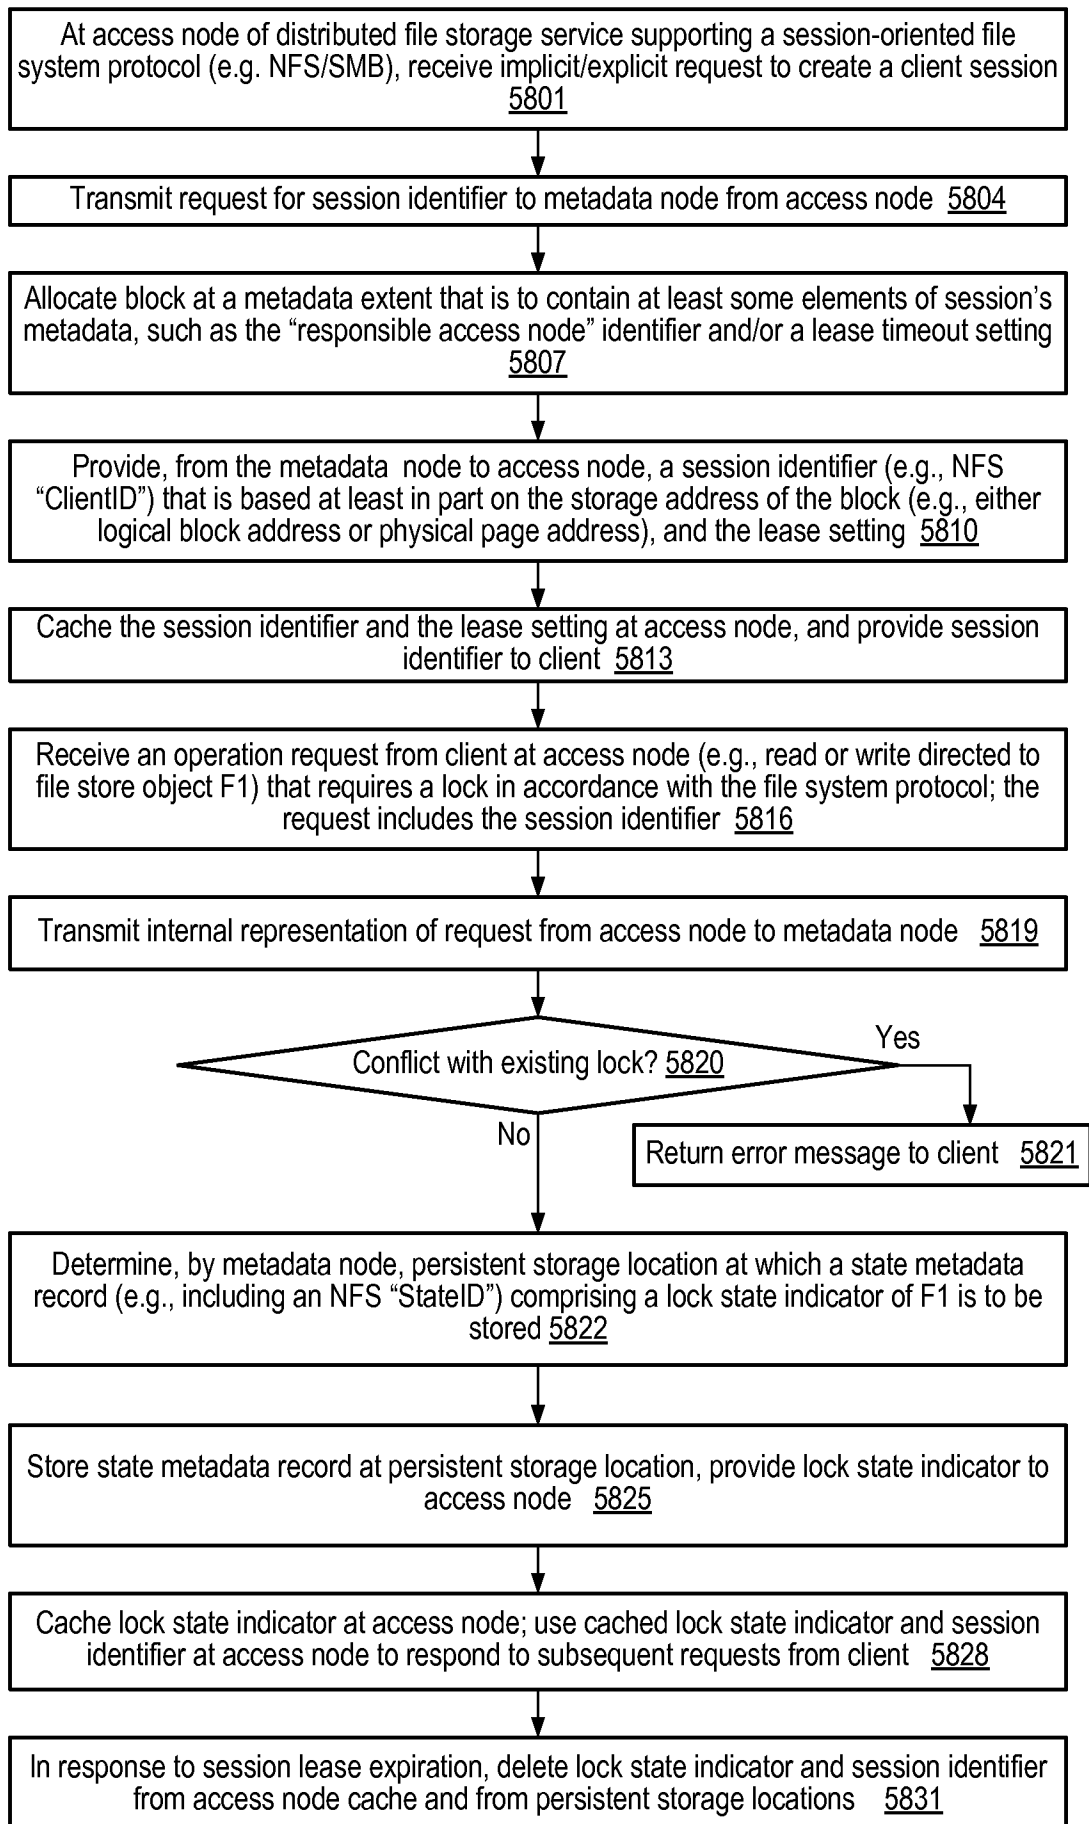 At access node of distributed file storage service supporting a session-oriented file
system protocol (e.g. NFS/SMB), receive implicit/explicit request to create a client session
5801
Transmit request for session identifier to metadata node from access node 5804
Allocate block at a metadata extent that is to contain at least some elements of session's
metadata, such as the “responsible access node” identifier and/or a lease timeout setting
5807
Provide, from the metadata node to access node, a session identifier (e.g., NFS
“ClientID”) that is based at least in part on the storage address of the block (e.g., either
logical block address or physical page address), and the lease setting 5810
Cache the session identifier and the lease setting at access node, and provide session
identifier to client 5813
Receive an operation request from client at access node (e.g., read or write directed to
file store object F1) that requires a lock in accordance with the file system protocol; the
request includes the session identifier 5816
Transmit internal representation of request from access node to metadata node 5819
Conflict with existing lock? 5820
Yes
No
Return error message to client 5821
Determine, by metadata node, persistent storage location at which a state metadata
record (e.g., including an NFS “StateID”) comprising a lock state indicator of F1 is to be
stored 5822
Store state metadata record at persistent storage location, provide lock state indicator to
access node 5825
Cache lock state indicator at access node; use cached lock state indicator and session
identifier at access node to respond to subsequent requests from client 5828
In response to session lease expiration, delete lock state indicator and session identifier
from access node cache and from persistent storage locations 5831